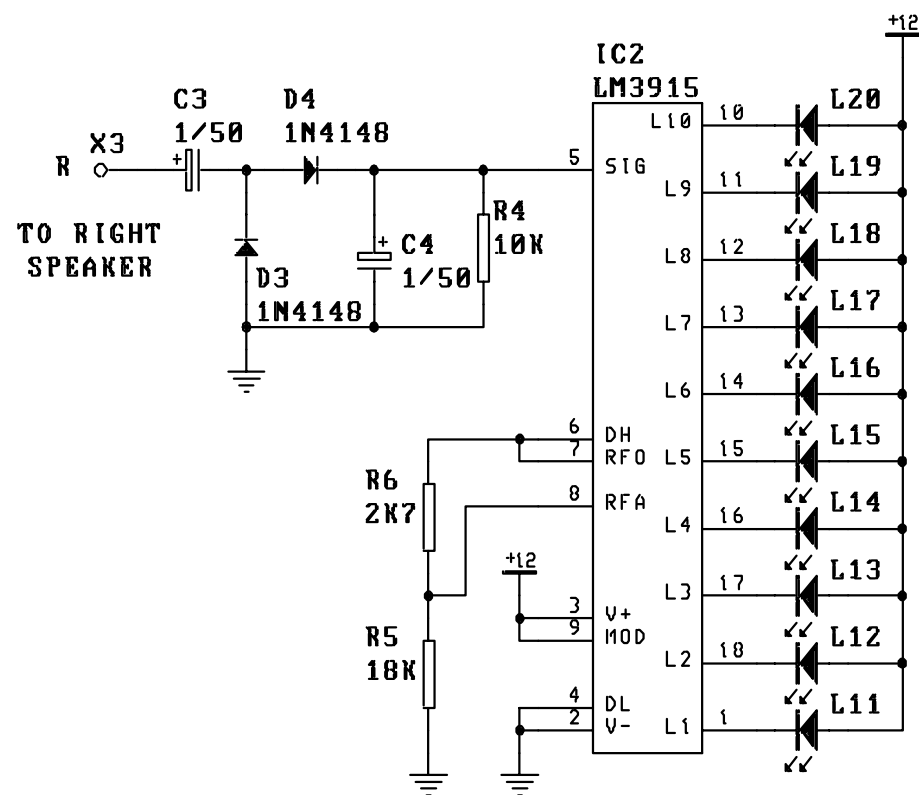 +12
IC2
LM3915
C3
1/50
D4
1N4148
X3
R
TO RIGHT
SPEAKER
D3
1N4148
+
C4
1/50
+
R4
10K
5 SIG
L10 10 L20
L9 11 L19
L8 12 L18
L7 13 L17
L6 14 L16
6 DH
7 RFO
L5 15 L15
8 RFA
R6
2K7
L4 16 L14
+12
L3 17 L13
3 V+
9 MOD
R5
18K
L2 18 L12
4 DL
2 V-
L1 1 L11